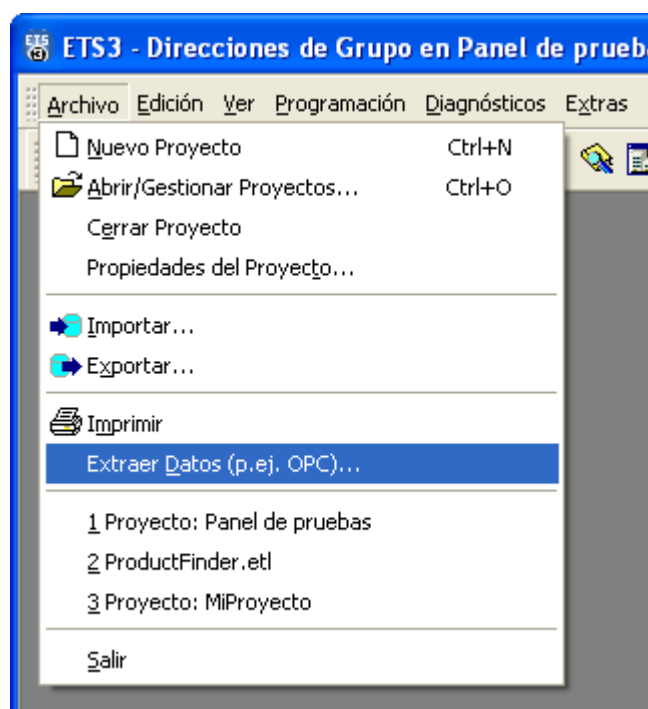 ETS3 - Direcciones de Grupo en Panel de prueb
Archivo Edición Ver Programación Diagnósticos Extras
Nuevo Proyecto Ctrl+N
Abrir/Gestionar Proyectos... Ctrl+O
Cerrar Proyecto
Propiedades del Proyecto...
Importar...
Exportar...
Imprimir
Extraer Datos (p.ej. OPC)...
1 Proyecto: Panel de pruebas
2 ProductFinder.etl
3 Proyecto: MiProyecto
Salir